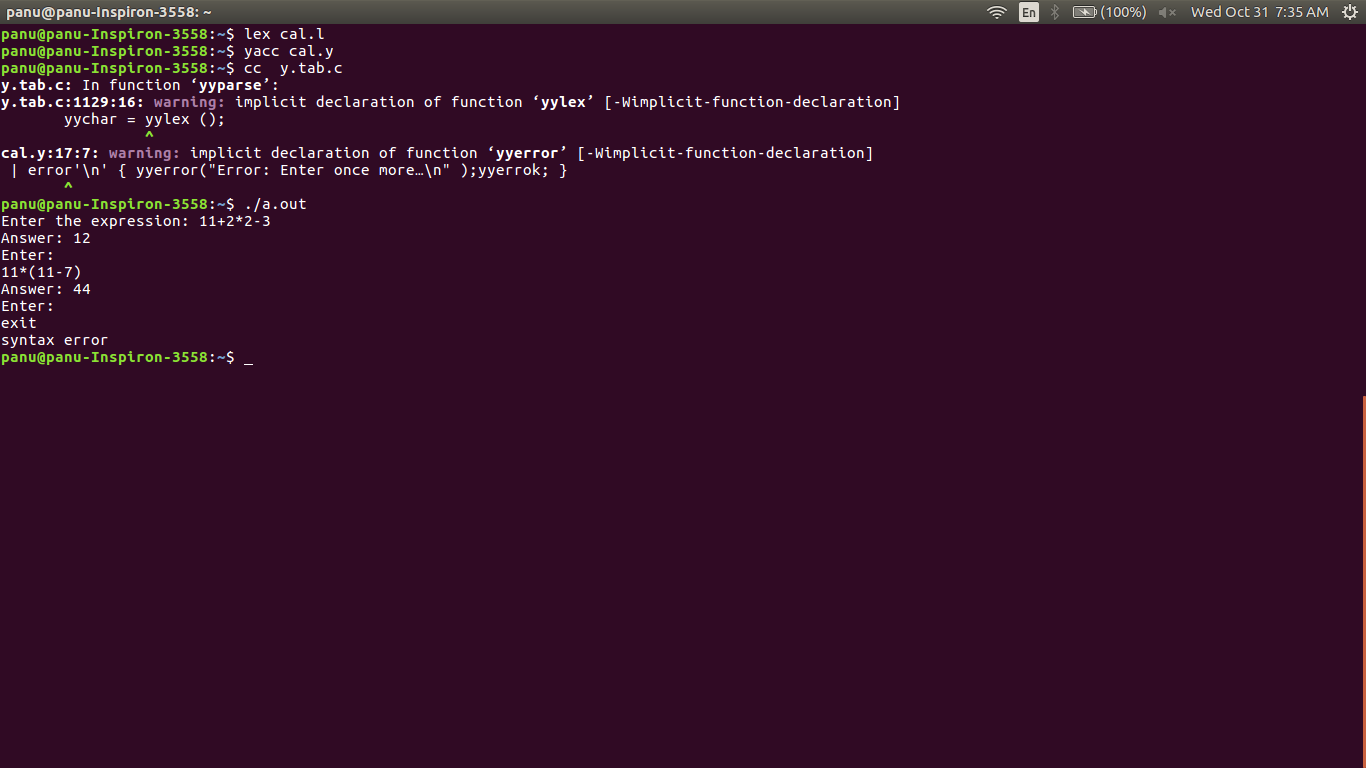 panu@panu-Inspiron-3558: ~
En
(100%)
Wed Oct 31 7:35 AM
panu@panu-Inspiron-3558:~$ lex cal.l
panu@panu-Inspiron-3558:~$ yacc cal.y
panu@panu-Inspiron-3558:~$ cc  y.tab.c
y.tab.c: In function ‘yyparse’:
y.tab.c:1129:16: warning: implicit declaration of function ‘yylex’ [-Wimplicit-function-declaration]
       yychar = yylex ();
                ^
cal.y:17:7: warning: implicit declaration of function ‘yyerror’ [-Wimplicit-function-declaration]
 | error'\n' { yyerror("Error: Enter once more…\n" );yyerrok; }
       ^
panu@panu-Inspiron-3558:~$ ./a.out
Enter the expression: 11+2*2-3
Answer: 12
Enter:
11*(11-7)
Answer: 44
Enter:
exit
syntax error
panu@panu-Inspiron-3558:~$ _